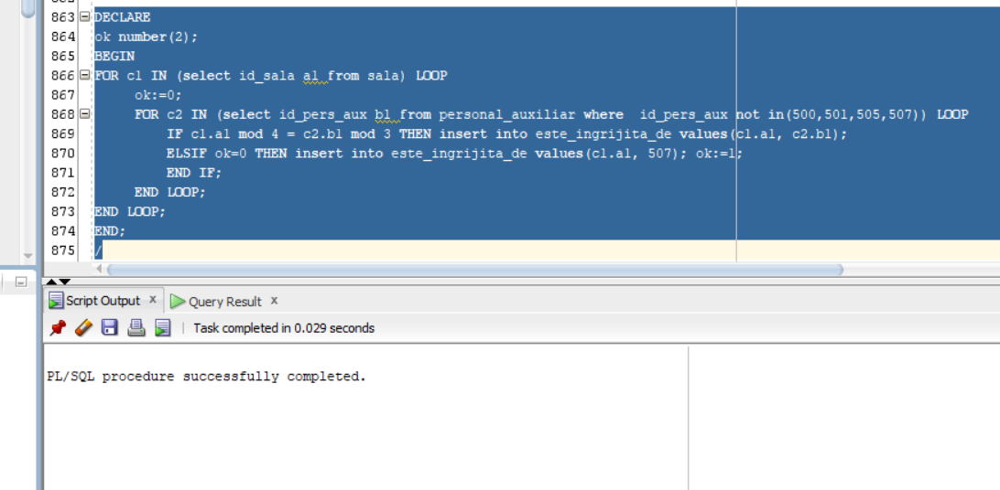 863 DECLARE
864 ok number(2);
865 BEGIN
866 FOR c1 IN (select id_sala a1 from sala) LOOP
867 ok:=0;
868 FOR c2 IN (select id_pers_aux b1 from personal_auxiliar where  id_pers_aux not in(500,501,505,507)) LOOP
869 IF c1.a1 mod 4 = c2.b1 mod 3 THEN insert into este_ingrijita_de values(c1.a1, c2.b1);
870 ELSIF ok=0 THEN insert into este_ingrijita_de values(c1.a1, 507); ok:=1;
871 END IF;
872 END LOOP;
873 END LOOP;
874 END;
875 /
Script Output x Query Result x
Task completed in 0.029 seconds
PL/SQL procedure successfully completed.